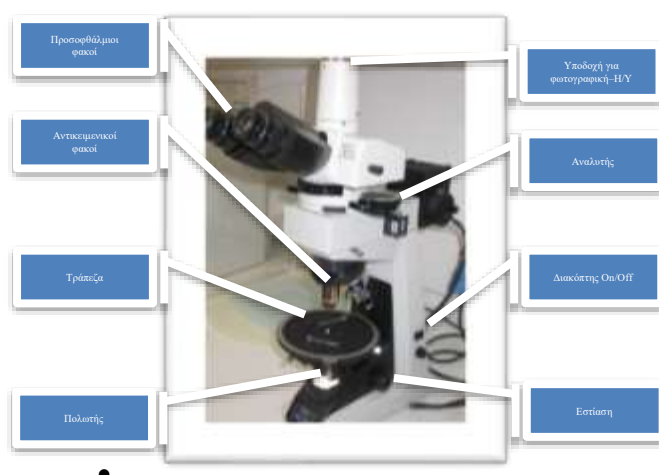 Προσοφθάλμιοι
φακοί
Αντικειμενικοί
φακοί
Τράπεζα
Πολωτής
Υποδοχή για
φωτογραφική–Η/Υ
Αναλυτής
Διακόπτης On/Off
Εστίαση